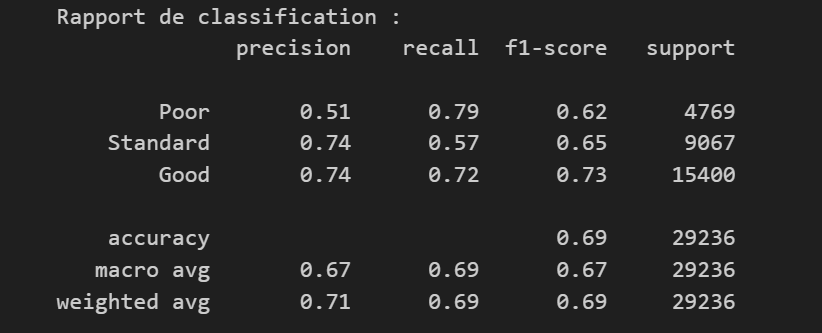 Rapport de classification :
precision recall f1-score support
Poor 0.51 0.79 0.62 4769
Standard 0.74 0.57 0.65 9067
Good 0.74 0.72 0.73 15400
accuracy 0.69 29236
macro avg 0.67 0.69 0.67 29236
weighted avg 0.71 0.69 0.69 29236